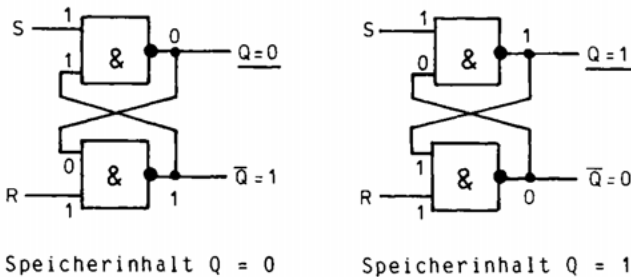 1 0 1 1
S & Q=0 S & Q=1
1 0
0 1
& Q̅=1 & Q̅=0
R R
1 1 1 0
Speicherinhalt Q = 0 Speicherinhalt Q = 1